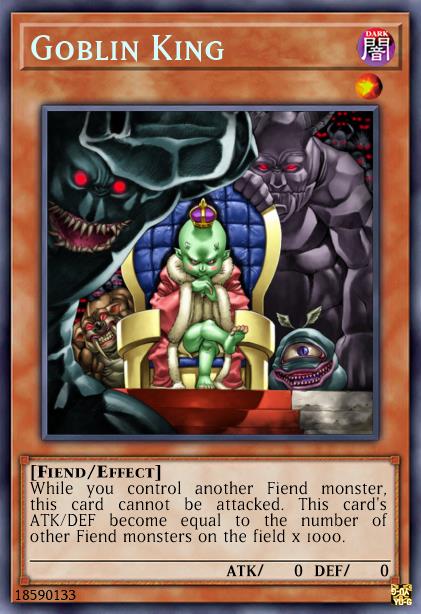 Goblin King
DARK
闇
[Fiend/Effect]
While you control another Fiend monster,
this card cannot be attacked. This card's
ATK/DEF become equal to the number of
other Fiend monsters on the field x 1000.
ATK/ 0 DEF/ 0
18590133